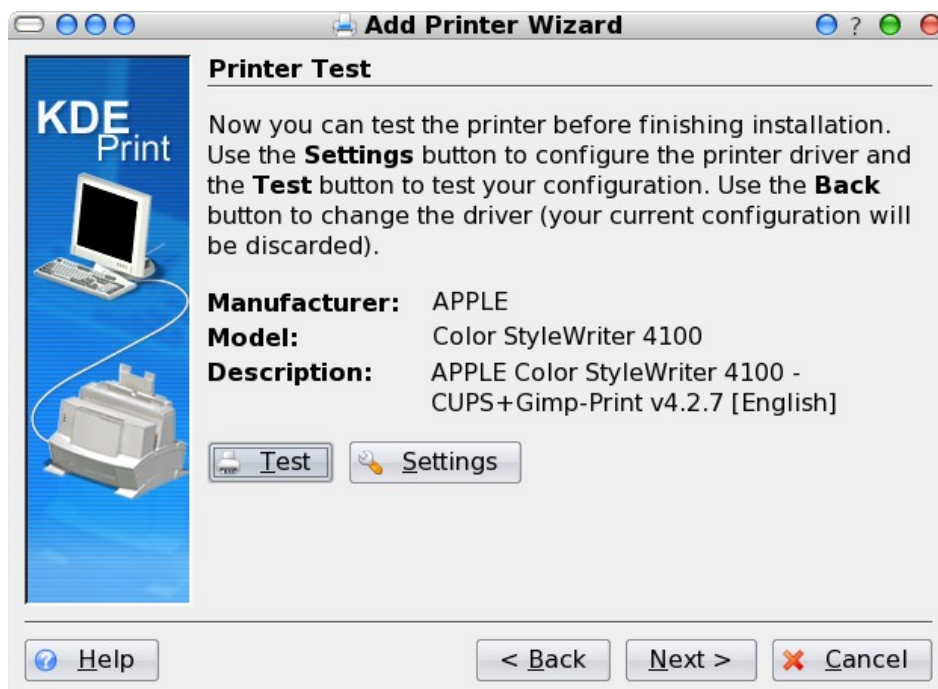 Add Printer Wizard
?
KDE
Print
Printer Test
Now you can test the printer before finishing installation.
Use the Settings button to configure the printer driver and
the Test button to test your configuration. Use the Back
button to change the driver (your current configuration will
be discarded).
Manufacturer: APPLE
Model: Color StyleWriter 4100
Description: APPLE Color StyleWriter 4100 -
CUPS+Gimp-Print v4.2.7 [English]
Test Settings
? Help < Back Next > Cancel